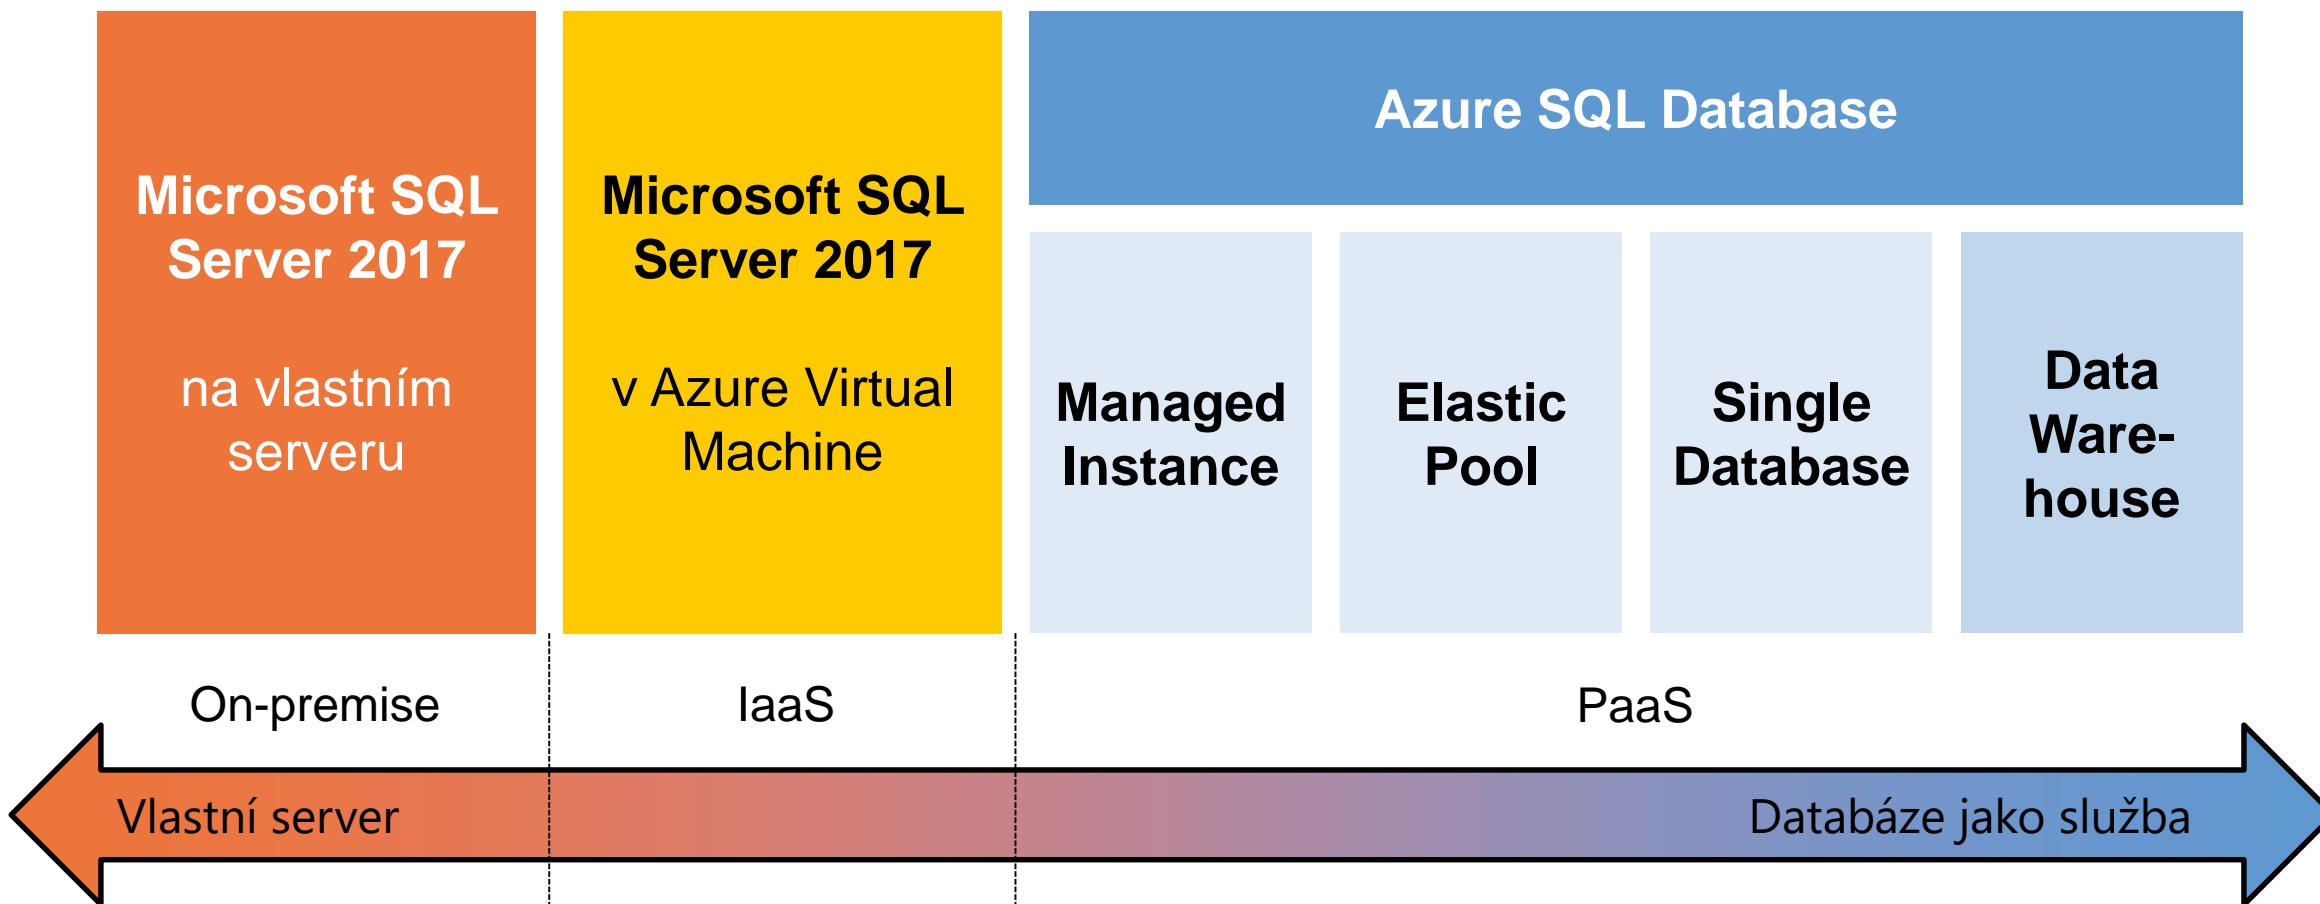 Microsoft SQL
Server 2017
na vlastním
serveru
Microsoft SQL
Server 2017
v Azure Virtual
Machine
Azure SQL Database
Managed
Instance
Elastic
Pool
Single
Database
Data
Ware-
house
On-premise
IaaS
PaaS
Vlastní server
Databáze jako služba